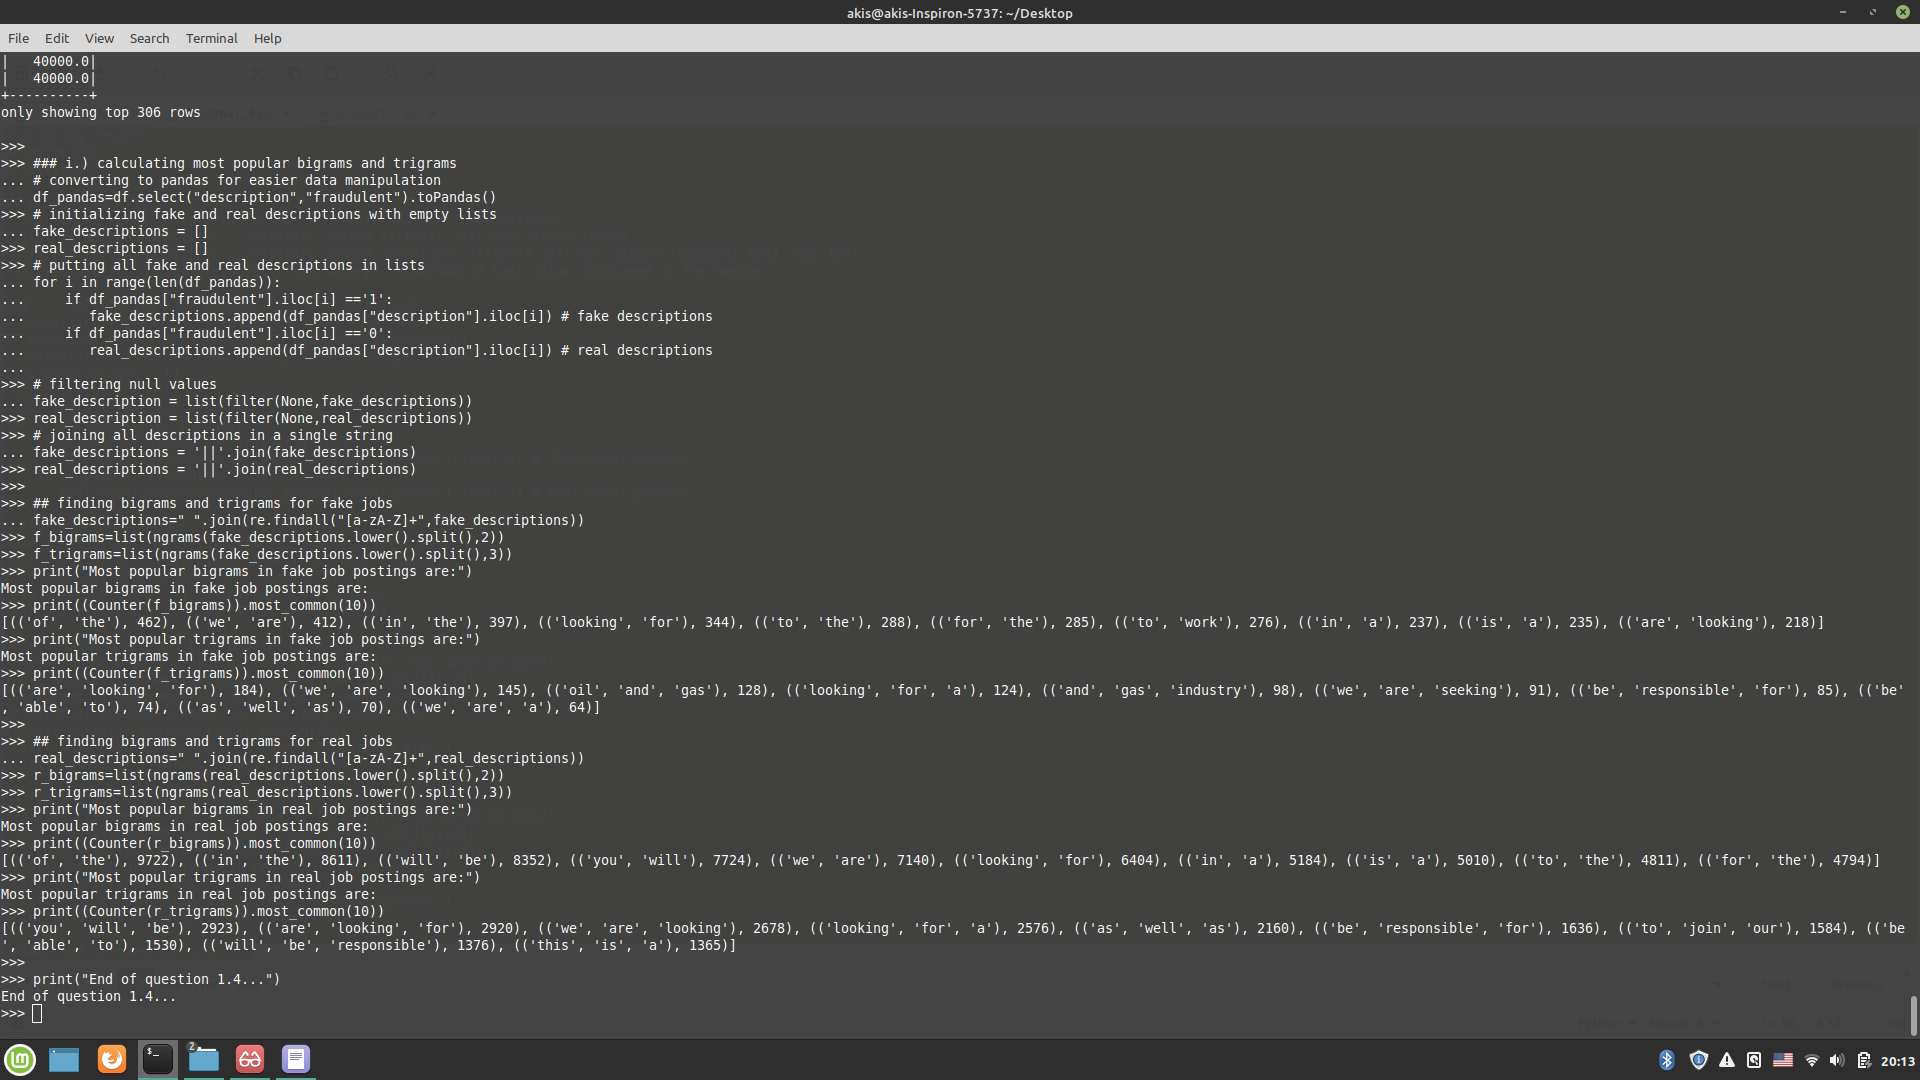 akis@akis-Inspiron-5737: ~/Desktop
File Edit View Search Terminal Help
|   40000.0|
|   40000.0|
+----------+
only showing top 306 rows
>>>
>>> ### i.) calculating most popular bigrams and trigrams
... # converting to pandas for easier data manipulation
... df_pandas=df.select("description","fraudulent").toPandas()
>>> # initializing fake and real descriptions with empty lists
... fake_descriptions = []
>>> real_descriptions = []
>>> # putting all fake and real descriptions in lists
... for i in range(len(df_pandas)):
...     if df_pandas["fraudulent"].iloc[i] =='1':
...        fake_descriptions.append(df_pandas["description"].iloc[i]) # fake descriptions
...     if df_pandas["fraudulent"].iloc[i] =='0':
...        real_descriptions.append(df_pandas["description"].iloc[i]) # real descriptions
...
>>> # filtering null values
... fake_description = list(filter(None,fake_descriptions))
>>> real_description = list(filter(None,real_descriptions))
>>> # joining all descriptions in a single string
... fake_descriptions = '||'.join(fake_descriptions)
>>> real_descriptions = '||'.join(real_descriptions)
>>>
>>> ## finding bigrams and trigrams for fake jobs
... fake_descriptions=" ".join(re.findall("[a-zA-Z]+",fake_descriptions))
>>> f_bigrams=list(ngrams(fake_descriptions.lower().split(),2))
>>> f_trigrams=list(ngrams(fake_descriptions.lower().split(),3))
>>> print("Most popular bigrams in fake job postings are:")
Most popular bigrams in fake job postings are:
>>> print((Counter(f_bigrams)).most_common(10))
[(('of', 'the'), 462), (('we', 'are'), 412), (('in', 'the'), 397), (('looking', 'for'), 344), (('to', 'the'), 288), (('for', 'the'), 285), (('to', 'work'), 276), (('in', 'a'), 237), (('is', 'a'), 235), (('are', 'looking'), 218)]
>>> print("Most popular trigrams in fake job postings are:")
Most popular trigrams in fake job postings are:
>>> print((Counter(f_trigrams)).most_common(10))
[(('are', 'looking', 'for'), 184), (('we', 'are', 'looking'), 145), (('oil', 'and', 'gas'), 128), (('looking', 'for', 'a'), 124), (('and', 'gas', 'industry'), 98), (('we', 'are', 'seeking'), 91), (('be', 'responsible', 'for'), 85), (('be'
, 'able', 'to'), 74), (('as', 'well', 'as'), 70), (('we', 'are', 'a'), 64)]
>>>
>>> ## finding bigrams and trigrams for real jobs
... real_descriptions=" ".join(re.findall("[a-zA-Z]+",real_descriptions))
>>> r_bigrams=list(ngrams(real_descriptions.lower().split(),2))
>>> r_trigrams=list(ngrams(real_descriptions.lower().split(),3))
>>> print("Most popular bigrams in real job postings are:")
Most popular bigrams in real job postings are:
>>> print((Counter(r_bigrams)).most_common(10))
[(('of', 'the'), 9722), (('in', 'the'), 8611), (('will', 'be'), 8352), (('you', 'will'), 7724), (('we', 'are'), 7140), (('looking', 'for'), 6404), (('in', 'a'), 5184), (('is', 'a'), 5010), (('to', 'the'), 4811), (('for', 'the'), 4794)]
>>> print("Most popular trigrams in real job postings are:")
Most popular trigrams in real job postings are:
>>> print((Counter(r_trigrams)).most_common(10))
[(('you', 'will', 'be'), 2923), (('are', 'looking', 'for'), 2920), (('we', 'are', 'looking'), 2678), (('looking', 'for', 'a'), 2576), (('as', 'well', 'as'), 2160), (('be', 'responsible', 'for'), 1636), (('to', 'join', 'our'), 1584), (('be
', 'able', 'to'), 1530), (('will', 'be', 'responsible'), 1376), (('this', 'is', 'a'), 1365)]
>>>
>>> print("End of question 1.4...")
End of question 1.4...
>>>
2
20:13